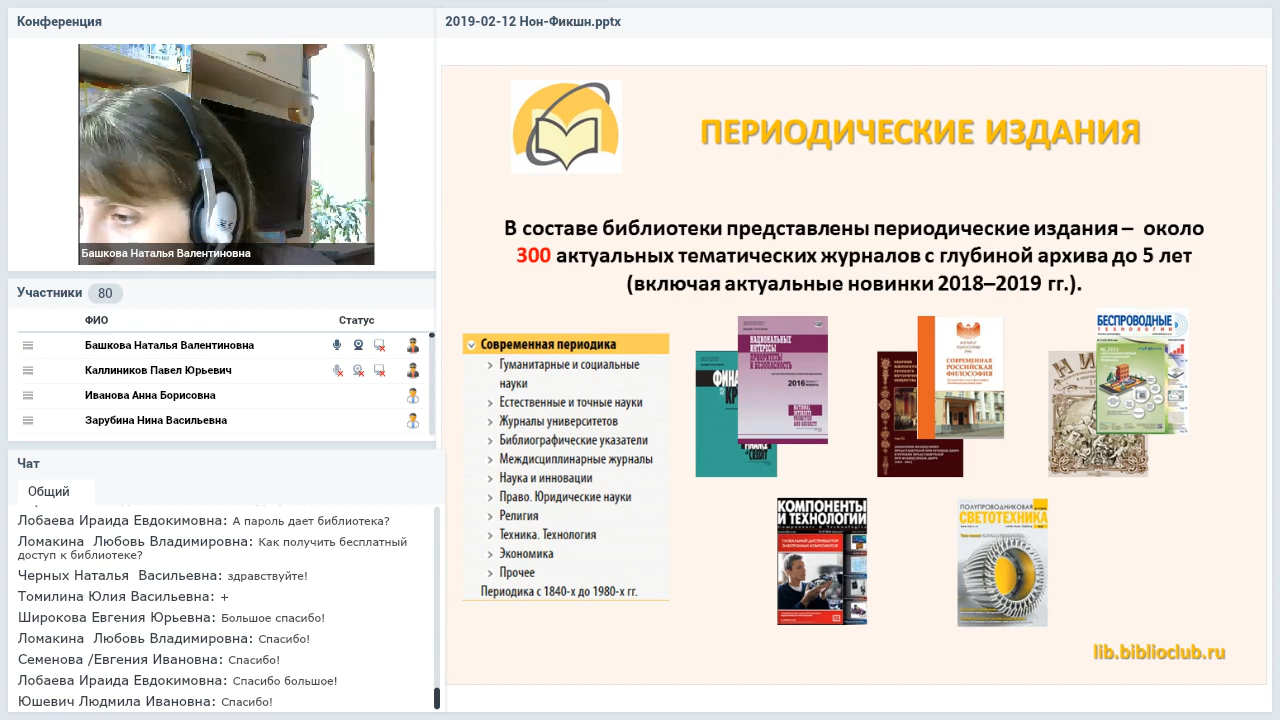 Конференция
Башкова Наталья Валентиновна
Участники 80
ФИО Статус
Башкова Наталья Валентиновна
Каллиников Павел Юрьевич
Иванова Анна Борисовна
Зарубина Нина Васильевна
Чат
Общий
Лобаева Ираида Евдокимовна: А пароль дает библиотека?
Ломакина Любовь Владимировна: Как получить бесплатный
доступ к библиотеке?
Черных Наталья Васильевна: здравствуйте!
Томилина Юлия Васильевна: +
Широкова Евгения Юрьевна: Большое спасибо!
Ломакина Любовь Владимировна: Спасибо!
Семенова /Евгения Ивановна: Спасибо!
Лобаева Ираида Евдокимовна: Спасибо большое!
Юшевич Людмила Ивановна: Спасибо!
2019-02-12 Нон-Фикшн.pptx
ПЕРИОДИЧЕСКИЕ ИЗДАНИЯ
В составе библиотеки представлены периодические издания – около
300 актуальных тематических журналов с глубиной архива до 5 лет
(включая актуальные новинки 2018–2019 гг.).
Современная периодика
Гуманитарные и социальные
науки
Естественные и точные науки
Журналы университетов
Библиографические указатели
Междисциплинарные журналы
Наука и инновации
Право. Юридические науки
Религия
Техника. Технология
Экономика
Прочее
Периодика с 1840-х до 1980-х гг.
НАЦИОНАЛЬНЫЕ
ИНТЕРЕСЫ
ПРИОРИТЕТЫ
И БЕЗОПАСНОСТЬ
2016
СОВРЕМЕННАЯ
РОССИЙСКАЯ
ФИЛОСОФИЯ
БЕСПРОВОДНЫЕ
ТЕХНОЛОГИИ
КОМПОНЕНТЫ
И ТЕХНОЛОГИИ
ПОЛУПРОВОДНИКОВАЯ
СВЕТОТЕХНИКА
lib.biblioclub.ru